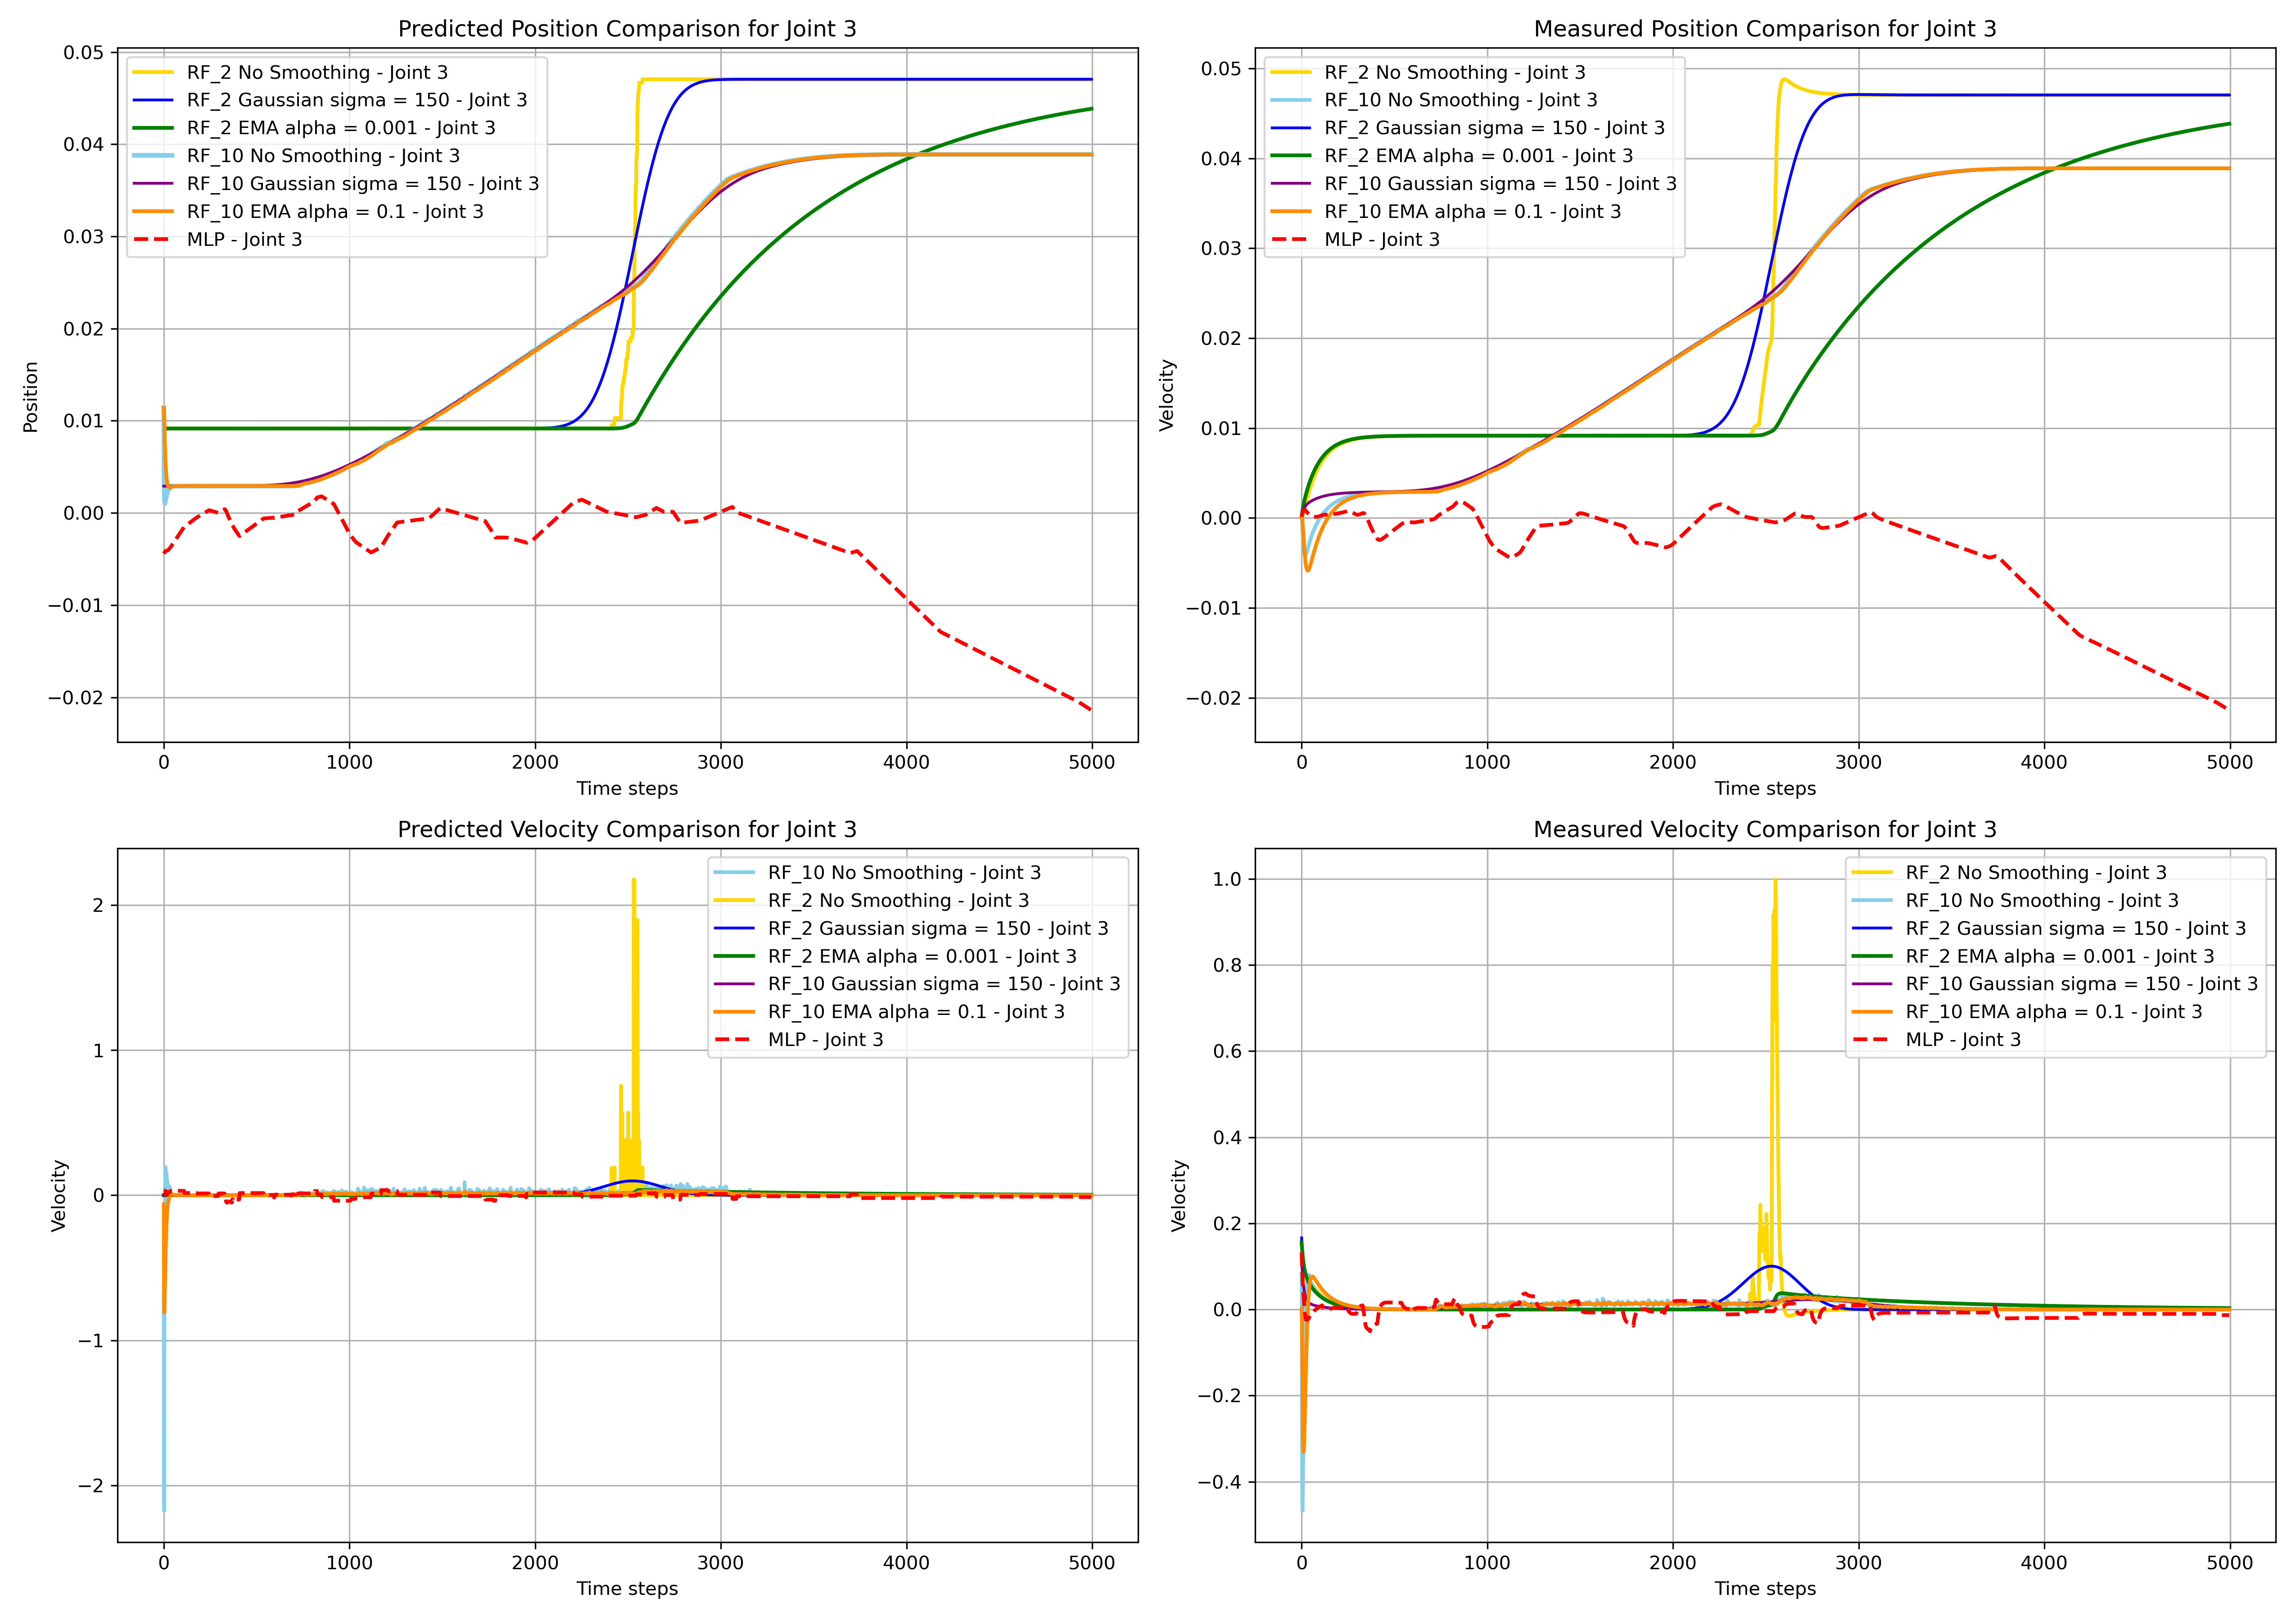 Predicted Position Comparison for Joint 3
0.05
0.04
0.03
0.02
0.01
0.00
−0.01
−0.02
Position
RF_2 No Smoothing - Joint 3
RF_2 Gaussian sigma = 150 - Joint 3
RF_2 EMA alpha = 0.001 - Joint 3
RF_10 No Smoothing - Joint 3
RF_10 Gaussian sigma = 150 - Joint 3
RF_10 EMA alpha = 0.1 - Joint 3
MLP - Joint 3
0 1000 2000 3000 4000 5000
Time steps
Measured Position Comparison for Joint 3
0.05
0.04
0.03
0.02
0.01
0.00
−0.01
−0.02
Velocity
RF_2 No Smoothing - Joint 3
RF_10 No Smoothing - Joint 3
RF_2 Gaussian sigma = 150 - Joint 3
RF_2 EMA alpha = 0.001 - Joint 3
RF_10 Gaussian sigma = 150 - Joint 3
RF_10 EMA alpha = 0.1 - Joint 3
MLP - Joint 3
0 1000 2000 3000 4000 5000
Time steps
Predicted Velocity Comparison for Joint 3
2
1
0
−1
−2
Velocity
RF_10 No Smoothing - Joint 3
RF_2 No Smoothing - Joint 3
RF_2 Gaussian sigma = 150 - Joint 3
RF_2 EMA alpha = 0.001 - Joint 3
RF_10 Gaussian sigma = 150 - Joint 3
RF_10 EMA alpha = 0.1 - Joint 3
MLP - Joint 3
0 1000 2000 3000 4000 5000
Time steps
Measured Velocity Comparison for Joint 3
1.0
0.8
0.6
0.4
0.2
0.0
−0.2
−0.4
Velocity
RF_2 No Smoothing - Joint 3
RF_10 No Smoothing - Joint 3
RF_2 Gaussian sigma = 150 - Joint 3
RF_2 EMA alpha = 0.001 - Joint 3
RF_10 Gaussian sigma = 150 - Joint 3
RF_10 EMA alpha = 0.1 - Joint 3
MLP - Joint 3
0 1000 2000 3000 4000 5000
Time steps